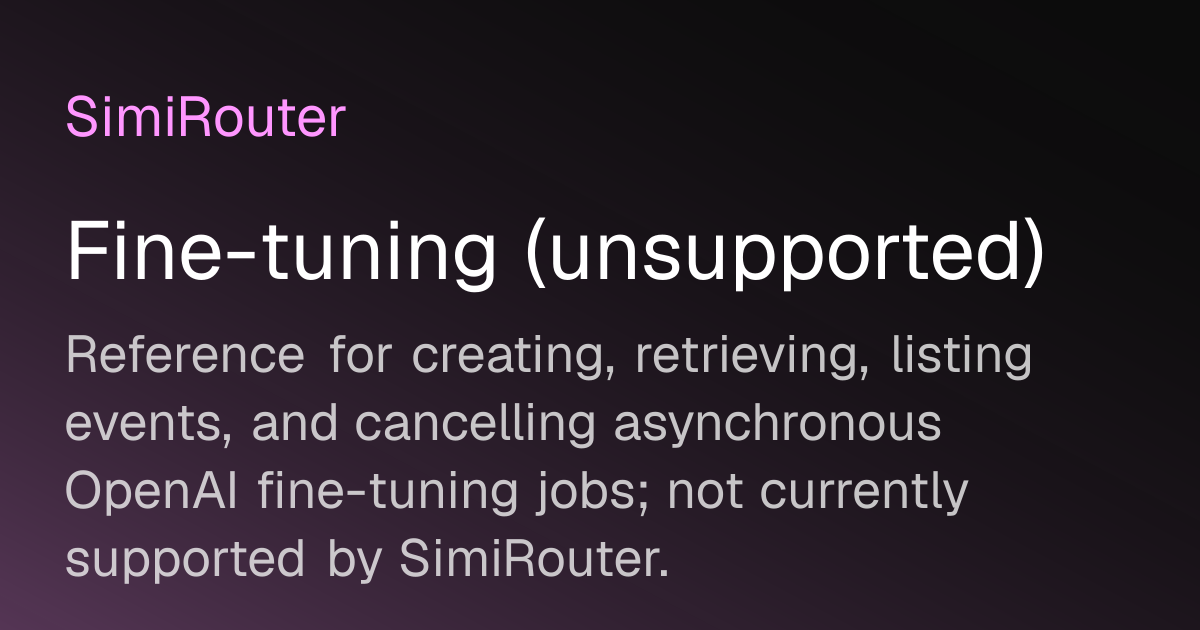 SimiRouter
Fine-tuning (unsupported)
Reference for creating, retrieving, listing
events, and cancelling asynchronous
OpenAI fine-tuning jobs; not currently
supported by SimiRouter.